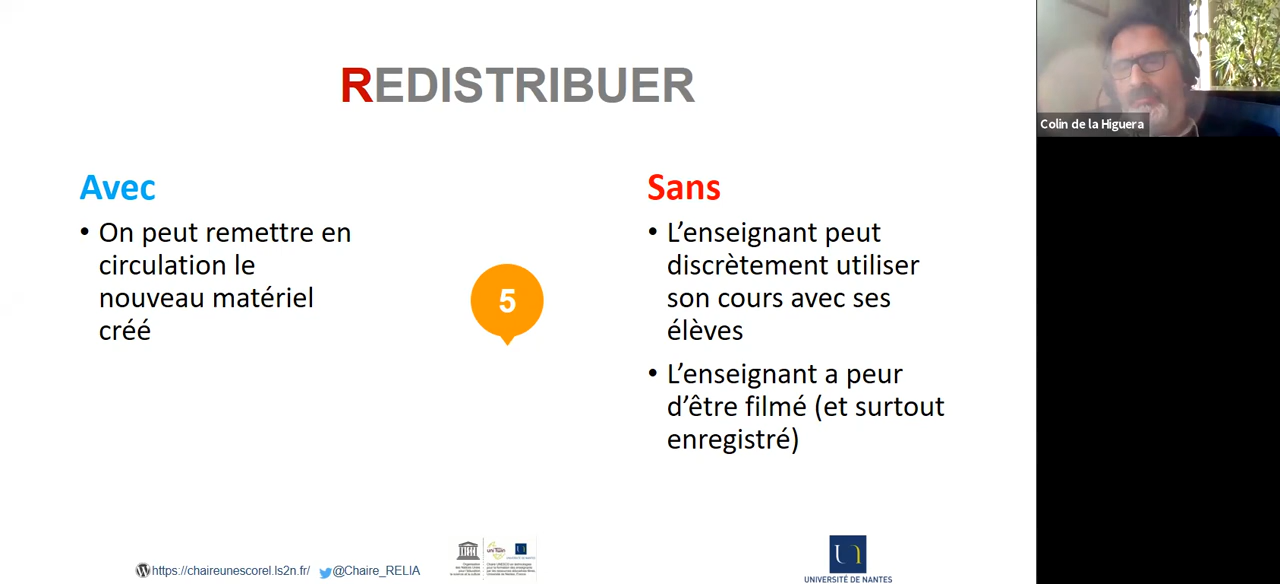 REDISTRIBUER
Avec
• On peut remettre en
circulation le
nouveau matériel
créé
5
Sans
• L’enseignant peut
discrètement utiliser
son cours avec ses
élèves
• L’enseignant a peur
d’être filmé (et surtout
enregistré)
https://chaireunescorel.ls2n.fr/
@Chaire_RELIA
UNIVERSITÉ DE NANTES
Colin de la Higuera